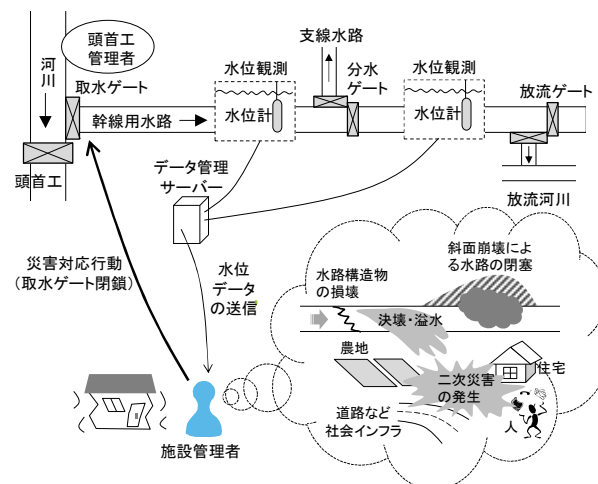 頭首工
管理者
河川
取水ゲート
幹線用水路
頭首工
水位観測
水位計
支線水路
分水
ゲート
水位観測
水位計
放流ゲート
放流河川
データ管理
サーバー
水位
データ
の送信
災害対応行動
(取水ゲート閉鎖)
施設管理者
水路構造物
の損壊
斜面崩壊によ
る水路の閉塞
決壊・溢水
農地
住宅
二次災害
の発生
道路など
社会インフラ
人